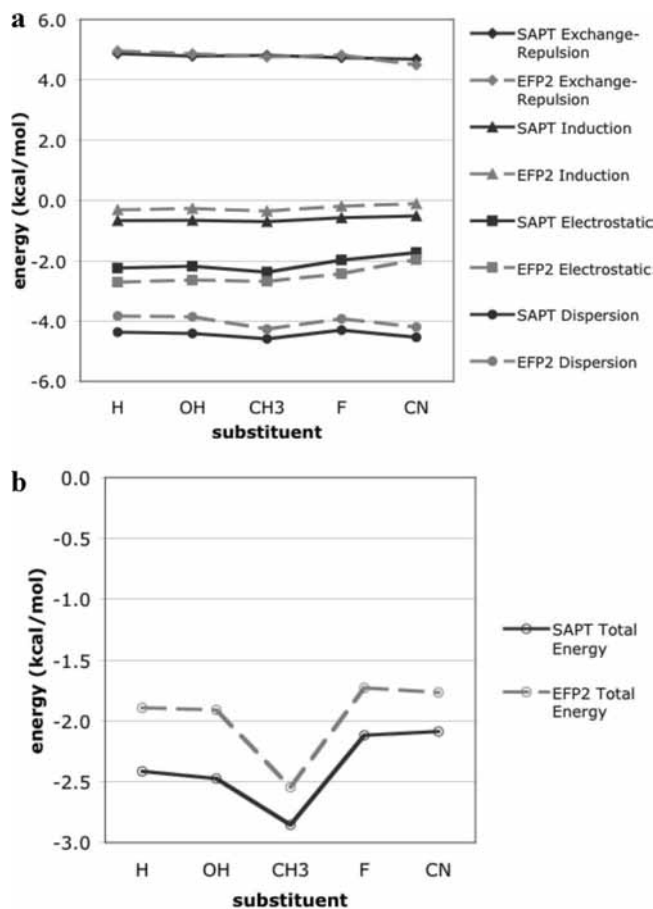 a
6.0
4.0
2.0
0.0
-2.0
-4.0
-6.0
energy (kcal/mol)
H OH CH3 F CN
substituent
SAPT Exchange-
Repulsion
EFP2 Exchange-
Repulsion
SAPT Induction
EFP2 Induction
SAPT Electrostatic
EFP2 Electrostatic
SAPT Dispersion
EFP2 Dispersion
b
0.0
-0.5
-1.0
-1.5
-2.0
-2.5
-3.0
energy (kcal/mol)
H OH CH3 F CN
substituent
SAPT Total
Energy
EFP2 Total
Energy